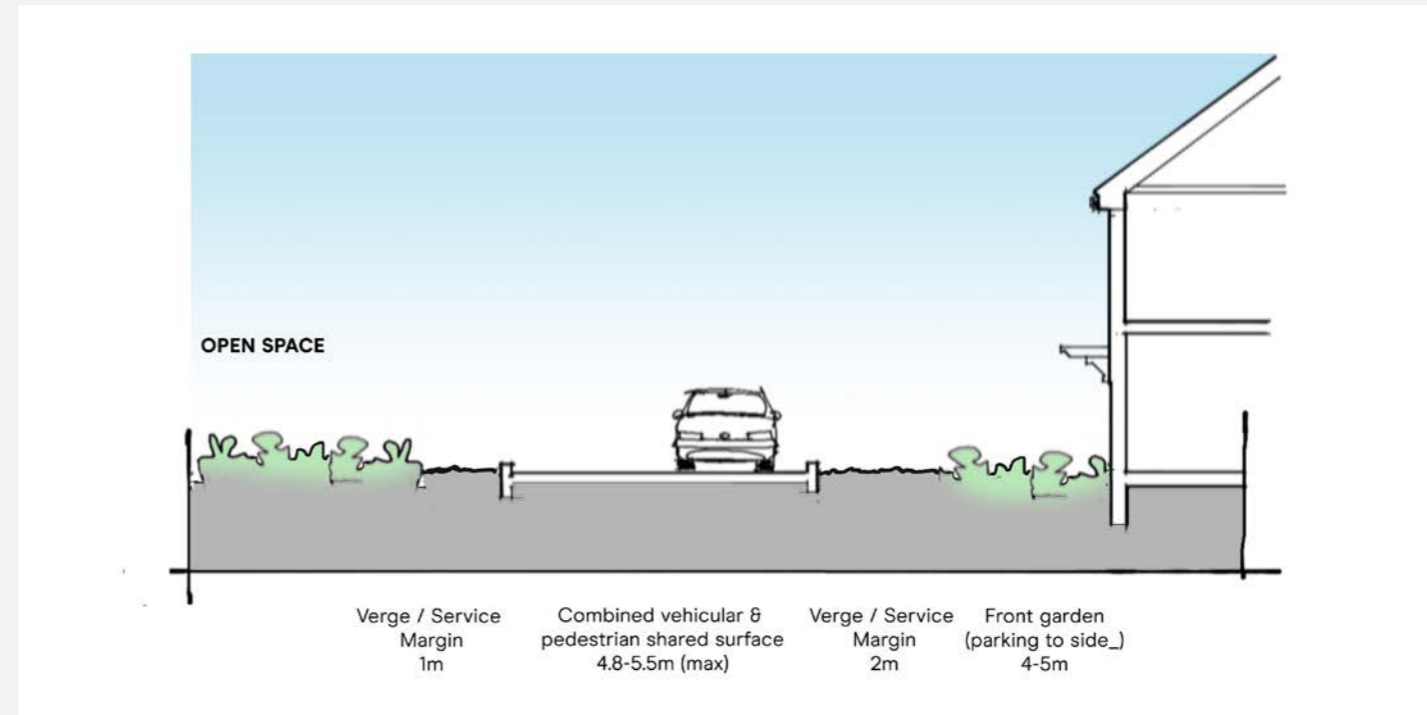 OPEN SPACE
Verge / Service
Margin
1m
Combined vehicular &
pedestrian shared surface
4.8-5.5m (max)
Verge / Service
Margin
2m
Front garden
(parking to side_)
4-5m